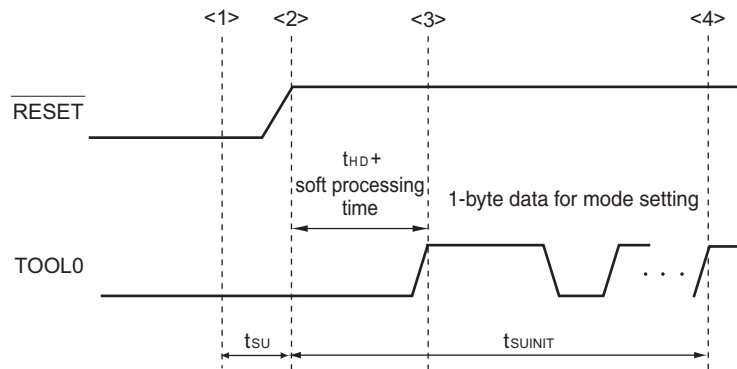 <1> <2> <3> <4>
RESET
tHD+
soft processing
time
1-byte data for mode setting
TOOL0
. . .
tSU
tSUINIT